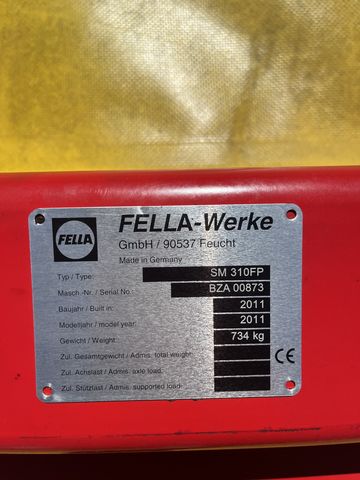 FELLA
FELLA-Werke
GmbH / 90537 Feucht
Made in Germany
Typ / Type: SM 310FP
Masch.-Nr. / Serial No.: BZA 00873
Baujahr / Built in: 2011
Modelljahr / model year: 2011
Gewicht / Weight: 734 kg
Zul. Gesamtgewicht / Admis. total weight:
Zul. Achslast / Admis. axle load:
Zul. Stützlast / Admis. supported load:
CE